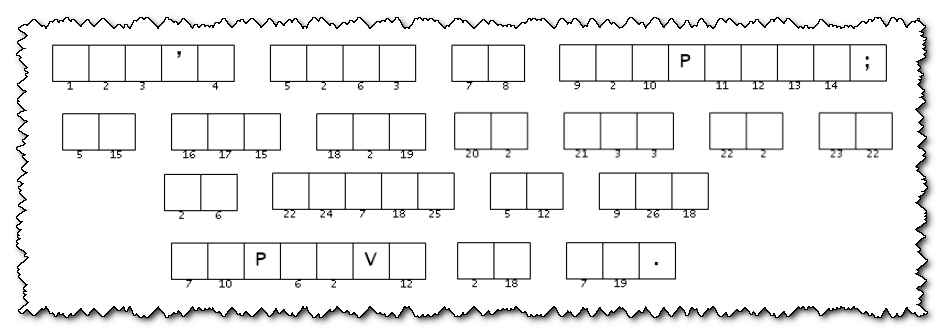 ’ P ;
1 2 3 4 5 2 6 3 7 8 9 2 10 11 12 13 14
5 15 16 17 15 18 2 19 20 2 21 3 3 22 2 23 22
2 6 22 24 7 18 25 5 12 9 26 18
P V .
7 10 6 2 12 2 18 7 19